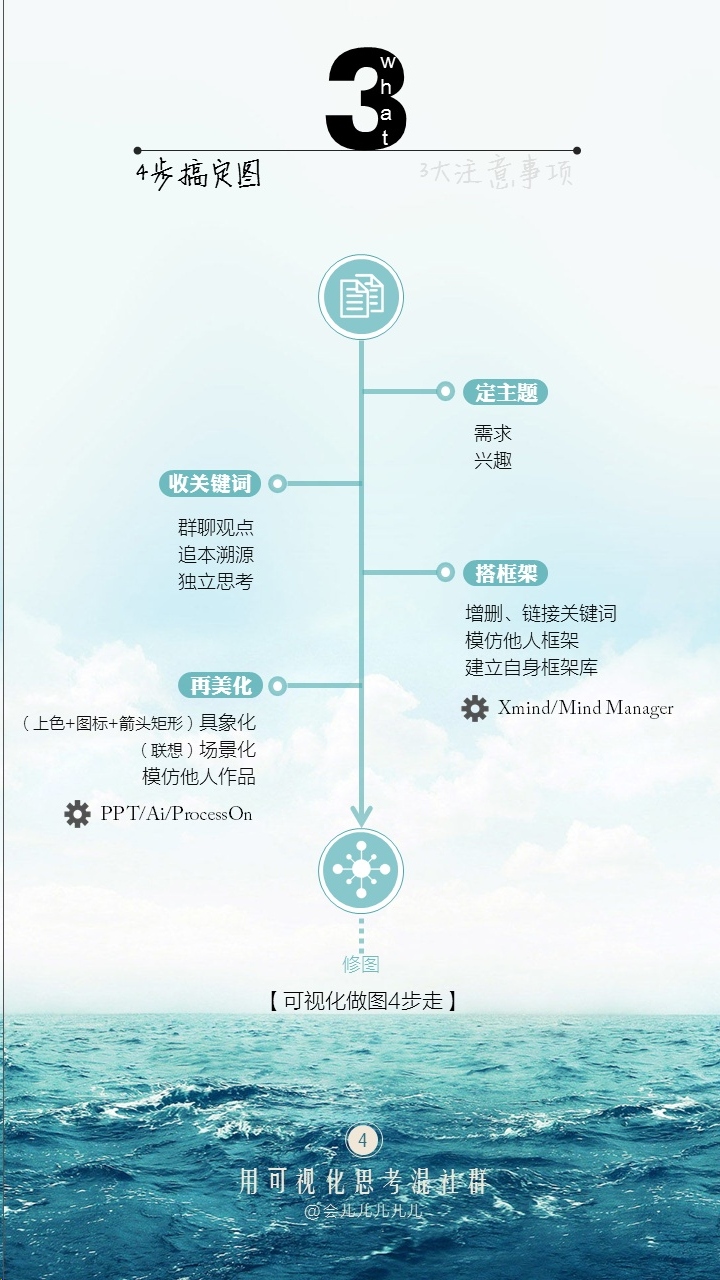 3
what
4步搞定图
3大注意事项
定主题
需求
兴趣
收关键词
群聊观点
追本溯源
独立思考
搭框架
增删、链接关键词
模仿他人框架
建立自身框架库
Xmind/Mind Manager
再美化
（上色+图标+箭头矩形）具象化
（联想）场景化
模仿他人作品
PPT/Ai/ProcessOn
修图
【可视化做图4步走】
4
用可视化思考混社群
@会儿儿儿儿儿